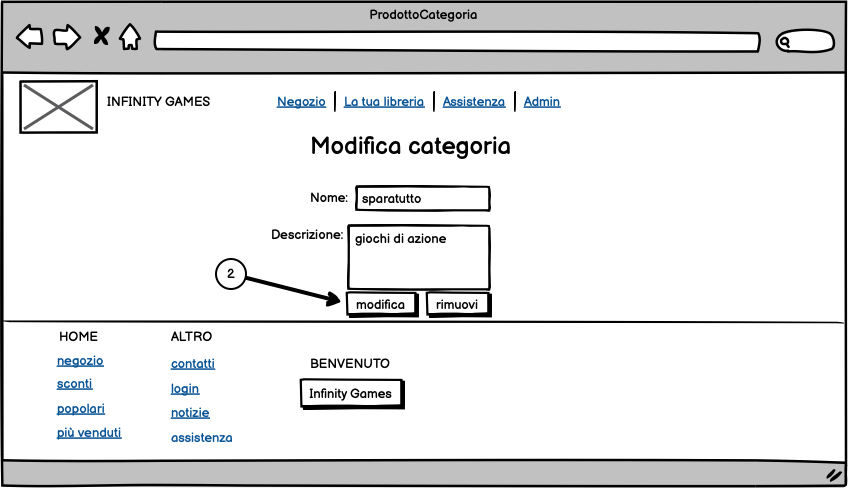 ProdottoCategoria
INFINITY GAMES
Negozio La tua libreria Assistenza Admin
Modifica categoria
Nome: sparatutto
Descrizione: giochi di azione
2
modifica rimuovi
HOME ALTRO
negozio contatti BENVENUTO
sconti login Infinity Games
popolari notizie
più venduti assistenza